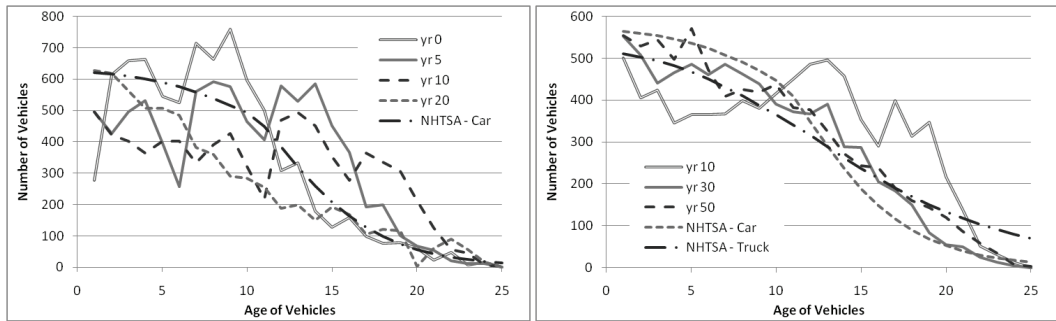 800
700
600
500
400
300
200
100
0
Number of Vehicles
0 5 10 15 20 25
Age of Vehicles
yr 0
yr 5
yr 10
yr 20
NHTSA - Car
600
500
400
300
200
100
0
Number of Vehicles
0 5 10 15 20 25
Age of Vehicles
yr 10
yr 30
yr 50
NHTSA - Car
NHTSA - Truck